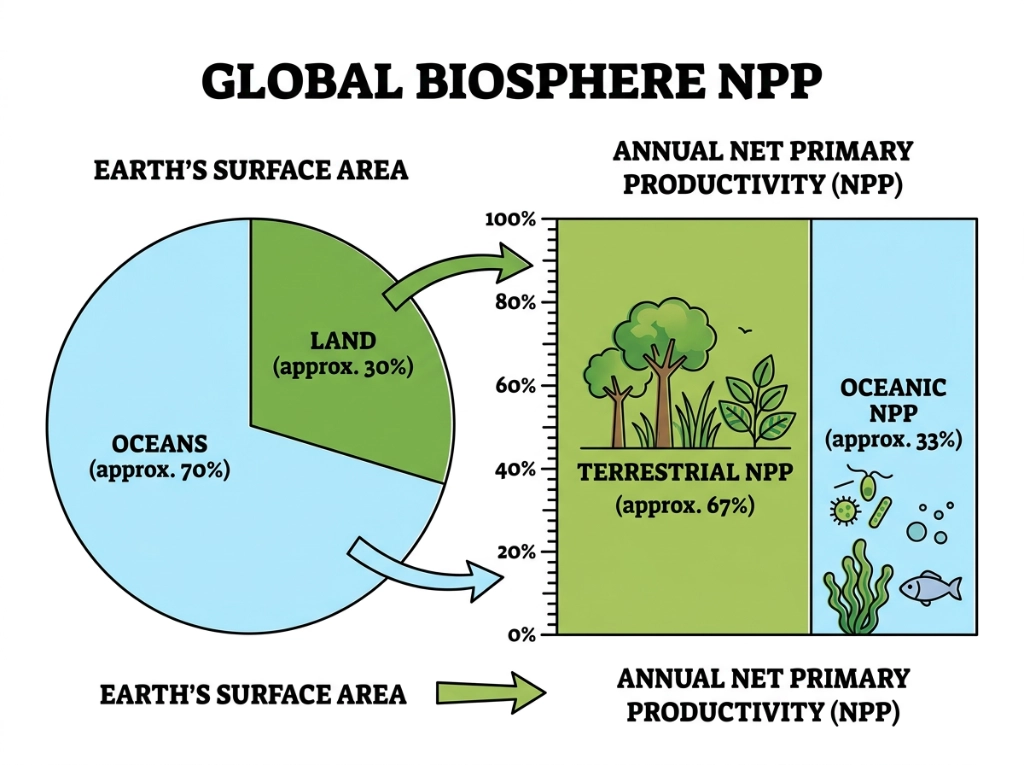 GLOBAL BIOSPHERE NPP
EARTH'S SURFACE AREA
LAND
(approx. 30%)
OCEANS
(approx. 70%)
ANNUAL NET PRIMARY
PRODUCTIVITY (NPP)
100%
80%
60%
40%
20%
0%
TERRESTRIAL NPP
(approx. 67%)
OCEANIC
NPP
(approx. 33%)
EARTH'S SURFACE AREA
ANNUAL NET PRIMARY
PRODUCTIVITY (NPP)